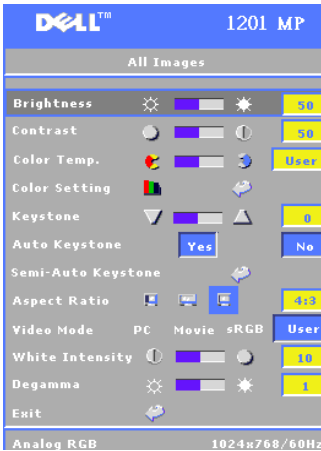 DELL™ 1201 MP
All Images
Brightness 50
Contrast 50
Color Temp. User
Color Setting
Keystone 0
Auto Keystone Yes No
Semi-Auto Keystone
Aspect Ratio 4:3
Video Mode PC Movie sRGB User
White Intensity 10
Degamma 1
Exit
Analog RGB 1024x768/60Hz